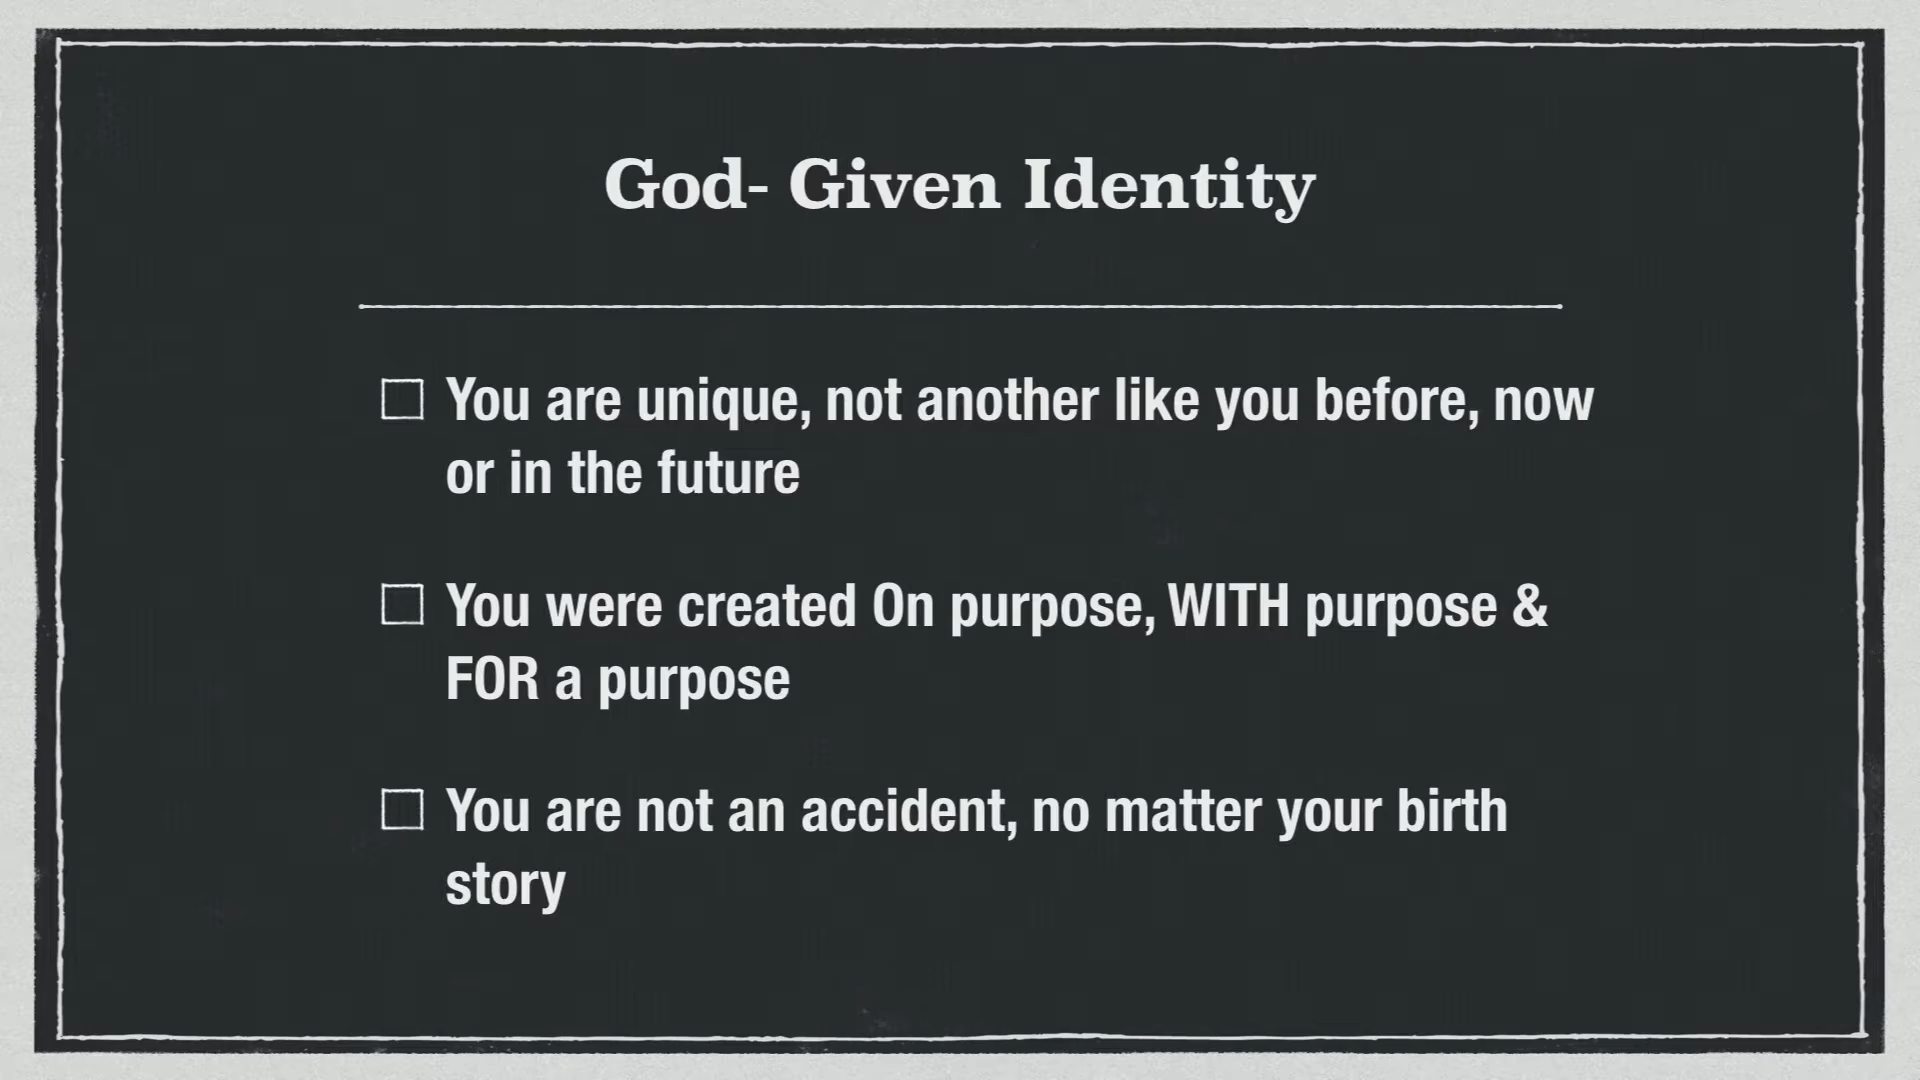 God- Given Identity
You are unique, not another like you before, now
or in the future
You were created On purpose, WITH purpose &
FOR a purpose
You are not an accident, no matter your birth
story